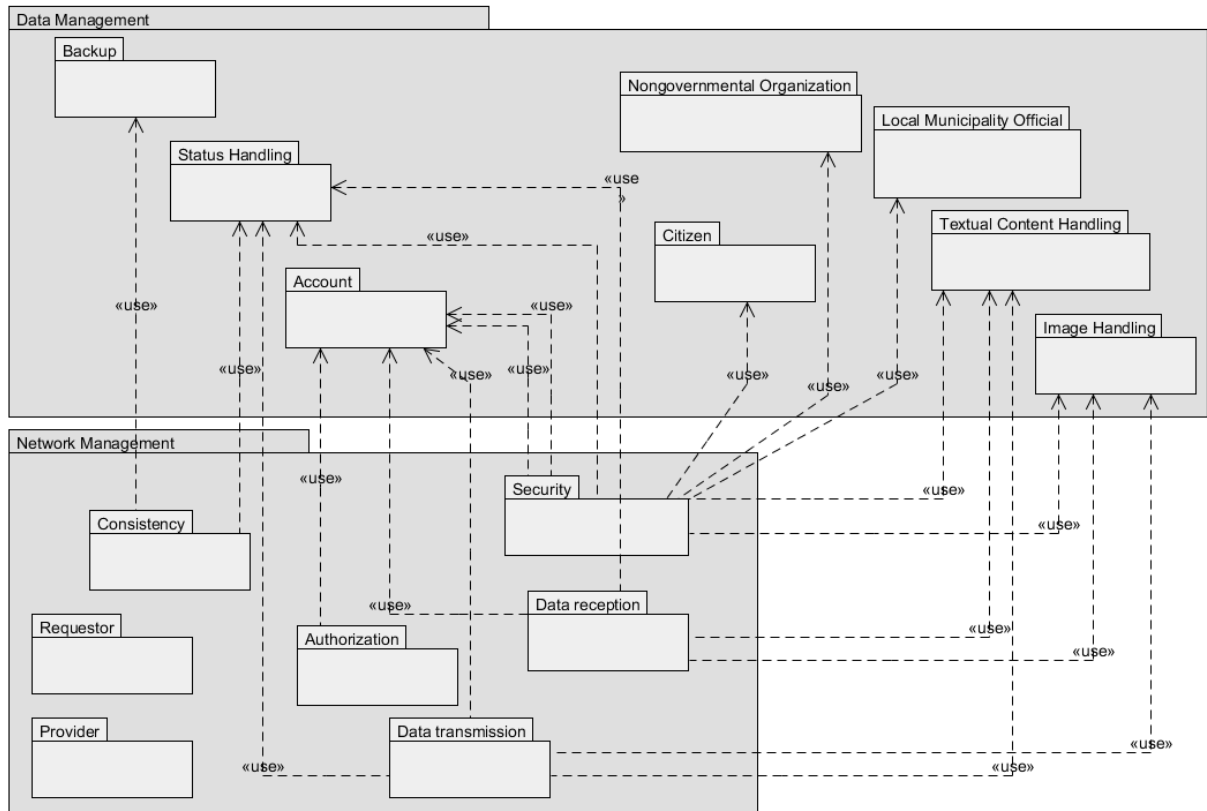 Data Management
Backup
Nongovernmental Organization
Local Municipality Official
Status Handling
«use
»
Textual Content Handling
«use»
Citizen
Account
«use»
«use»
Image Handling
«use»
«use»
«use»
«use»
«use»
«use»
«use»
Network Management
«use»
Security
«use»
Consistency
«use»
Data reception
«use»
Requestor
«use»
Authorization
«use»
Provider
Data transmission
«use»
«use»
«use»